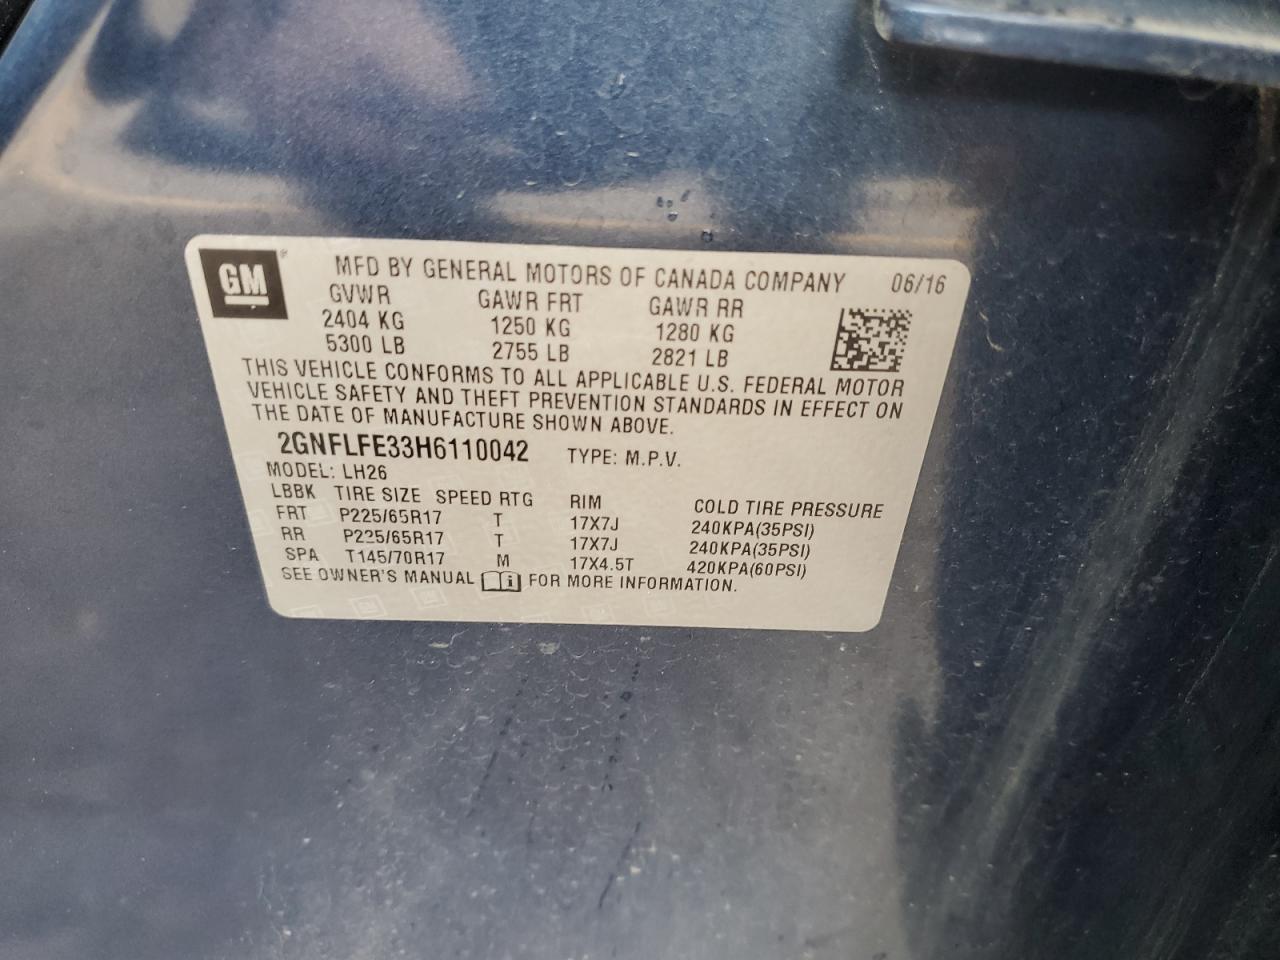 GM ®
MFD BY GENERAL MOTORS OF CANADA COMPANY 06/16
GVWR GAWR FRT GAWR RR
2404 KG 1250 KG 1280 KG
5300 LB 2755 LB 2821 LB
THIS VEHICLE CONFORMS TO ALL APPLICABLE U.S. FEDERAL MOTOR
VEHICLE SAFETY AND THEFT PREVENTION STANDARDS IN EFFECT ON
THE DATE OF MANUFACTURE SHOWN ABOVE.
2GNFLFE33H6110042 TYPE: M.P.V.
MODEL: LH26
LBBK TIRE SIZE SPEED RTG RIM COLD TIRE PRESSURE
FRT P225/65R17 T 17X7J 240KPA(35PSI)
RR P225/65R17 T 17X7J 240KPA(35PSI)
SPA T145/70R17 M 17X4.5T 420KPA(60PSI)
SEE OWNER'S MANUAL FOR MORE INFORMATION.